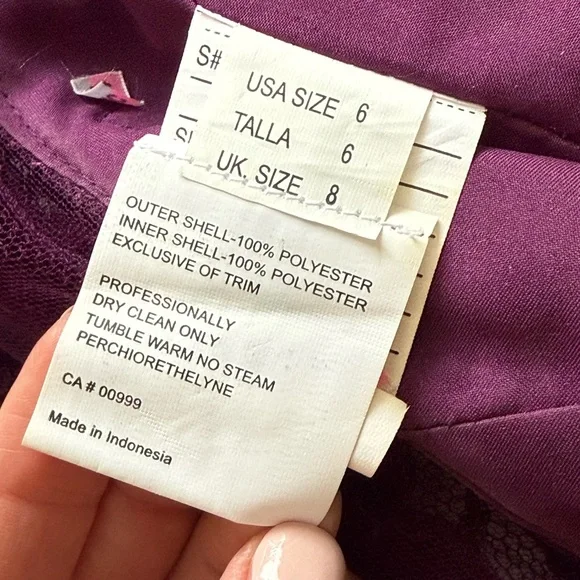 S#
USA SIZE 6
TALLA 6
UK. SIZE 8
OUTER SHELL-100% POLYESTER
INNER SHELL-100% POLYESTER
EXCLUSIVE OF TRIM
PROFESSIONALLY
DRY CLEAN ONLY
TUMBLE WARM NO STEAM
PERCHIORETHELYNE
CA # 00999
Made in Indonesia